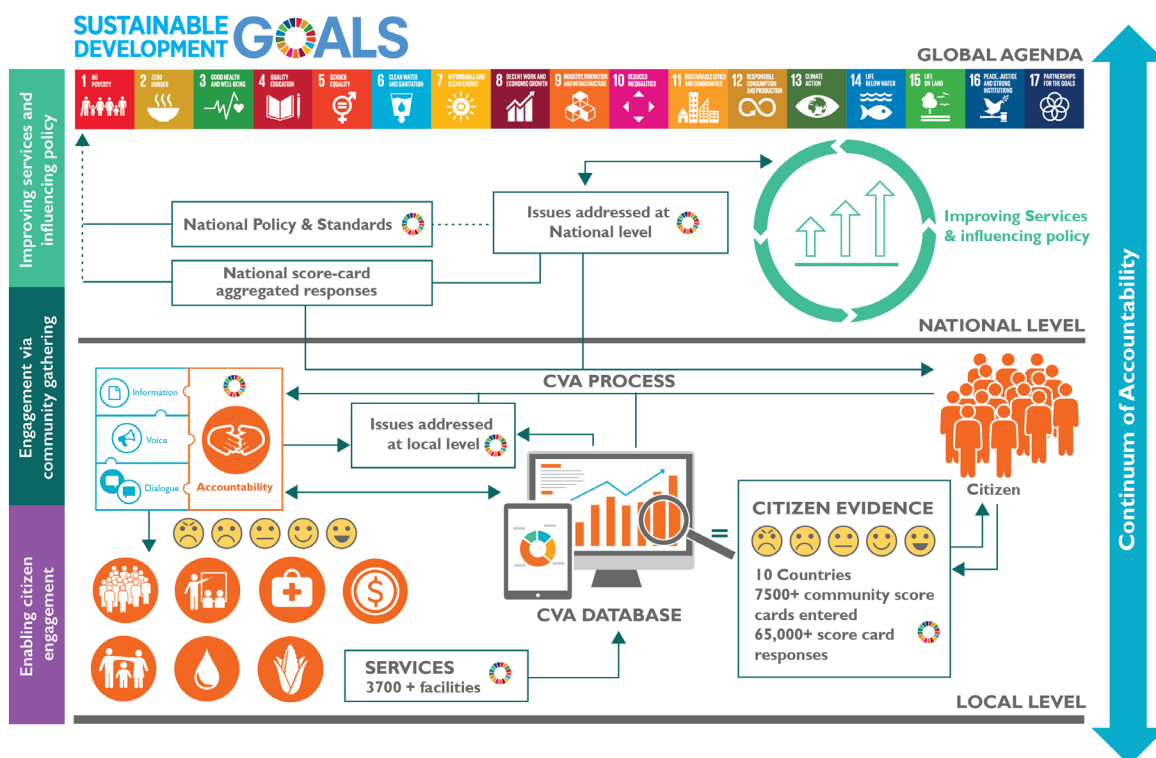 SUSTAINABLE
DEVELOPMENT
GOALS
GLOBAL AGENDA
1 NO
POVERTY
2 ZERO
HUNGER
3 GOOD HEALTH
AND WELL-BEING
4 QUALITY
EDUCATION
5 GENDER
EQUALITY
6 CLEAN WATER
AND SANITATION
7 AFFORDABLE AND
CLEAN ENERGY
8 DECENT WORK AND
ECONOMIC GROWTH
9 INDUSTRY, INNOVATION
AND INFRASTRUCTURE
10 REDUCED
INEQUALITIES
11 SUSTAINABLE CITIES
AND COMMUNITIES
12 RESPONSIBLE
CONSUMPTION
AND PRODUCTION
13 CLIMATE
ACTION
14 LIFE
BELOW WATER
15 LIFE
ON LAND
16 PEACE, JUSTICE
AND STRONG
INSTITUTIONS
17 PARTNERSHIPS
FOR THE GOALS
Improving services and
influencing policy
National Policy & Standards
Issues addressed at
National level
Improving Services
& influencing policy
National score-card
aggregated responses
NATIONAL LEVEL
Engagement via
community gathering
CVA PROCESS
Information
Voice
Dialogue
Accountability
Issues addressed
at local level
Citizen
Continuum of Accountability
CITIZEN EVIDENCE
10 Countries
7500+ community score
cards entered
65,000+ score card
responses
=
CVA DATABASE
Enabling citizen
engagement
$
SERVICES
3700 + facilities
LOCAL LEVEL